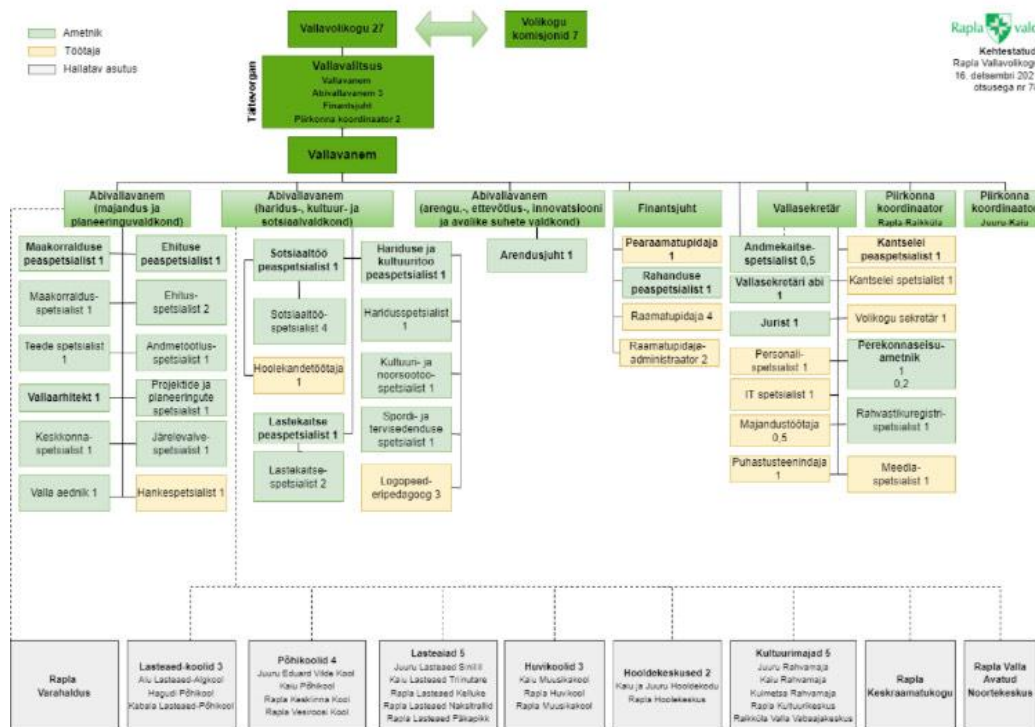 Ametnik
Töötaja
Hallatav asutus
Vallavolikogu 27
Volikogu
komisjonid 7
Rapla
Kehtestatud
Rapla Vallavolikogu
16. detsembri
otsusega nr
Täitevorgan
Vallavalitsus
Vallavanem
Abivallavanem 3
Finantsjuht
Piirkonna koordinaator 2
Vallavanem
Abivallavanem
(majandus ja
planeeringuvaldkond)
Abivallavanem
(haridus-, kultuur- ja
sotsiaalvaldkond)
Abivallavanem
(arengu,-, ettevõtlus-, innovatsiooni
ja avalike suhete valdkond)
Finantsjuht
Vallasekretär
Piirkonna
koordinaator
Rapla-Raikküla
Piirkonna
koordinaator
Juuru-Kaiu
Maakorralduse
peaspetsialist 1
Maakorraldus-
spetsialist 1
Teede spetsialist
1
Vallaarhitekt 1
Keskkonna-
spetsialist 1
Valla aednik 1
Ehituse
peaspetsialist 1
Ehitus-
spetsialist 2
Andmetöötlus-
spetsialist 1
Projektide ja
planeeringute
spetsialist 1
Järelevalve-
spetsialist 1
Hankespetsialist 1
Sotsiaaltöö
peaspetsialist 1
Sotsiaaltöö-
spetsialist 4
Hoolekandetöötaja
1
Lastekaitse
peaspetsialist 1
Lastekaitse-
spetsialist 2
Hariduse ja
kultuuritöö
peaspetsialist 1
Haridusspetsialist
1
Kultuuri- ja
noorsootöö-
spetsialist 1
Spordi- ja
tervisedenduse
spetsialist 1
Logopeed-
eripedagoog 3
Arendusjuht 1
Pearaamatupidaja
1
Rahanduse
peaspetsialist 1
Raamatupidaja 4
Raamatupidaja-
administraator 2
Andmekaitse-
spetsialist 0,5
Vallasekretäri abi
1
Jurist 1
Personali-
spetsialist 1
IT spetsialist 1
Majandustöötaja
0,5
Puhastusteenindaja
1
Kantselei
peaspetsialist 1
Kantselei spetsialist 1
Volikogu sekretär 1
Perekonnaseisu-
ametnik
1
0,2
Rahvastikuregistri-
spetsialist 1
Meedia-
spetsialist 1
Rapla
Varahaldus
Lasteaed-koolid 3
Alu Lasteaed-Algkool
Hagudi Põhikool
Kabala Lasteaed-Põhikool
Põhikoolid 4
Juuru Eduard Vilde Kool
Kaiu Põhikool
Rapla Kesklinna Kool
Rapla Vesiroosi Kool
Lasteaiad 5
Juuru Lasteaed Sinilill
Kaiu Lasteaed Triinutare
Rapla Lasteaed Kelluke
Rapla Lasteaed Naksitrallid
Rapla Lasteaed Päkapikk
Huvikoolid 3
Kaiu Muusikakool
Rapla Huvikool
Rapla Muusikakool
Hooldekeskused 2
Kaiu ja Juuru Hooldekodu
Rapla Hoolekeskus
Kultuurimajad 5
Juuru Rahvamaja
Kaiu Rahvamaja
Kuimetsa Rahvamaja
Rapla Kultuurikeskus
Raikküla Valla Vabaajakeskus
Rapla
Keskraamatukogu
Rapla Valla
Avatud
Noortekeskus